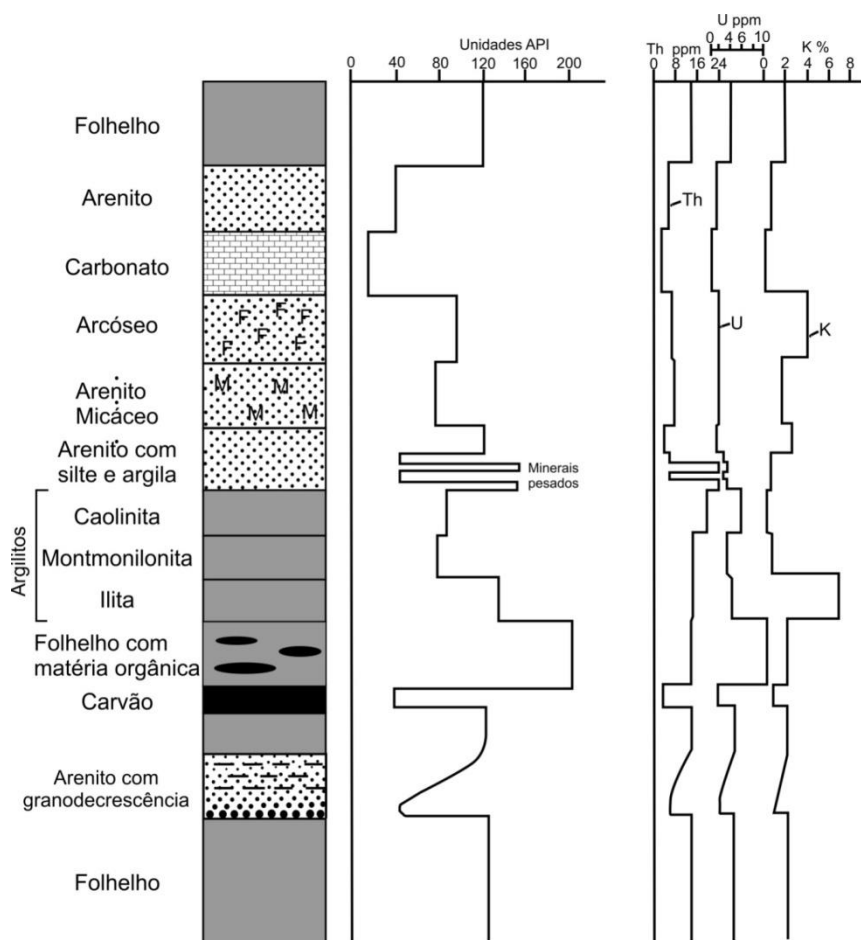 U ppm
0 4 6 10
Unidades API
Th ppm
K %
0 40 80 120 160 200
0 8 16 24
0 2 4 6 8
Folhelho
Arenito
Th
Carbonato
Arcóseo
F F F
F F
F
U
K
Arenito
Micáceo
M M
M M
Arenito com
silte e argila
Minerais
pesados
Argilitos
Caolinita
Montmonilonita
Ilita
Folhelho com
matéria orgânica
Carvão
Arenito com
granodecrescência
Folhelho